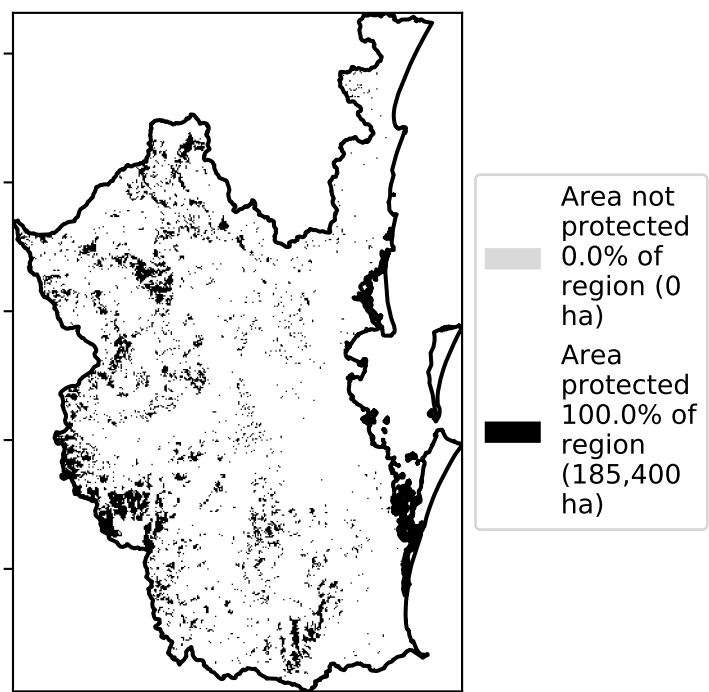 Area not
protected
0.0% of
region (0
ha)
Area
protected
100.0% of
region
(185,400
ha)